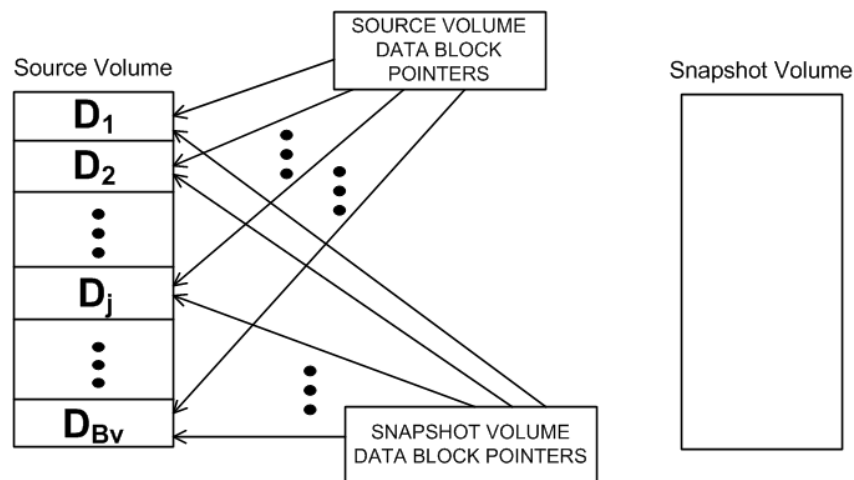 SOURCE VOLUME
DATA BLOCK
POINTERS
Source Volume
Snapshot Volume
D1
D2
Dj
DBv
SNAPSHOT VOLUME
DATA BLOCK POINTERS